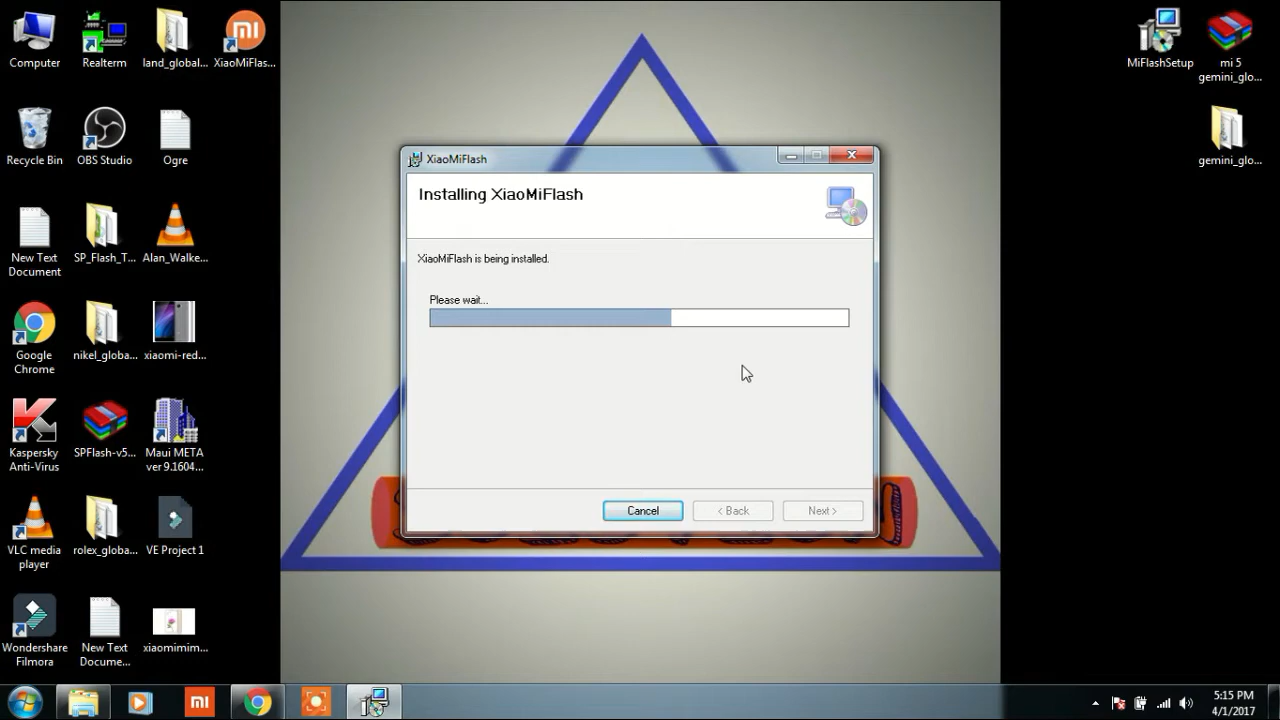 Computer
Realterm
land_global...
XiaoMiFlas...
MiFlashSetup
mi 5
gemini_glo...
Recycle Bin
OBS Studio
Ogre
gemini_glo...
New Text
Document
SP_Flash_T...
Alan_Walke...
Google
Chrome
nikel_globa...
xiaomi-red...
Kaspersky
Anti-Virus
SPFlash-v5...
Maui META
ver 9.1604...
VLC media
player
rolex_globa...
VE Project 1
Wondershare
Filmora
New Text
Docume...
xiaomimim...
XiaoMiFlash
Installing XiaoMiFlash
XiaoMiFlash is being installed.
Please wait...
Cancel
< Back
Next >
mi
5:15 PM
4/1/2017